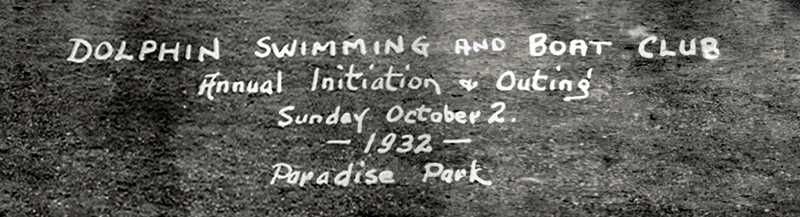 DOLPHIN SWIMMING AND BOAT CLUB
Annual Initiation & Outing
Sunday October 2.
— 1932 —
Paradise Park